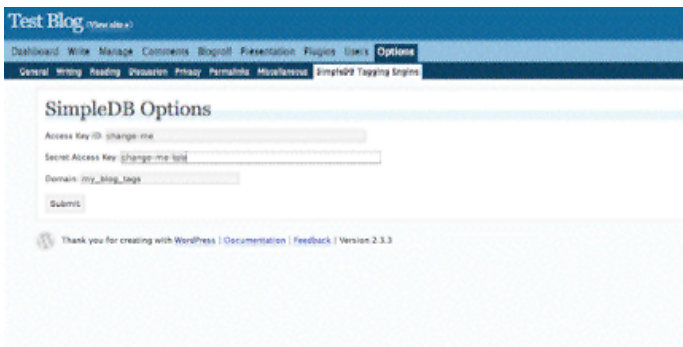 Test Blog (View site »)
Dashboard Write Manage Comments Blogroll Presentation Plugins Users Options
General Writing Reading Discussion Privacy Permalinks Miscellaneous SimpleDB Tagging Engine
SimpleDB Options
Access Key ID: change-me
Secret Access Key: change-me-too
Domain: my_blog_tags
Submit
Thank you for creating with WordPress | Documentation | Feedback | Version 2.3.3